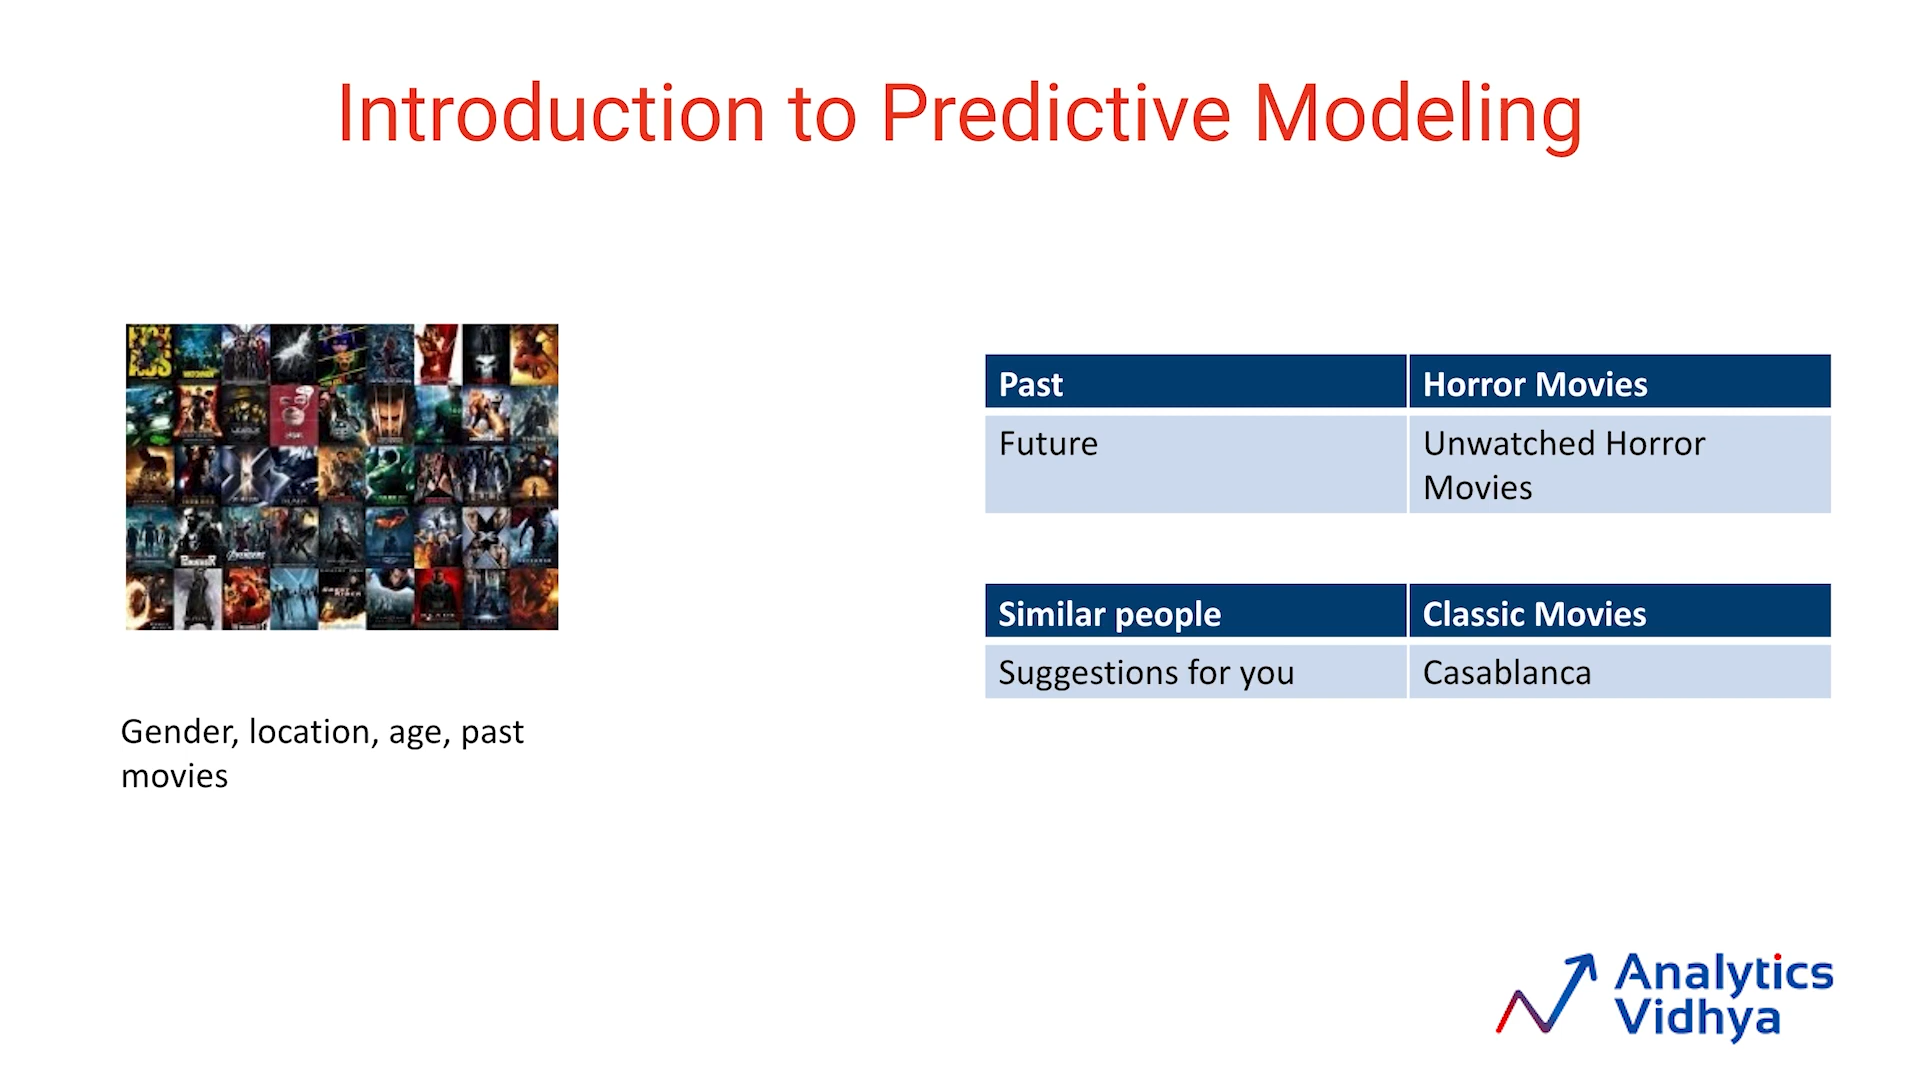 Introduction to Predictive Modeling
Past
Horror Movies
Future
Unwatched Horror
Movies
Similar people
Classic Movies
Suggestions for you
Casablanca
Gender, location, age, past
movies
Analytics
Vidhya